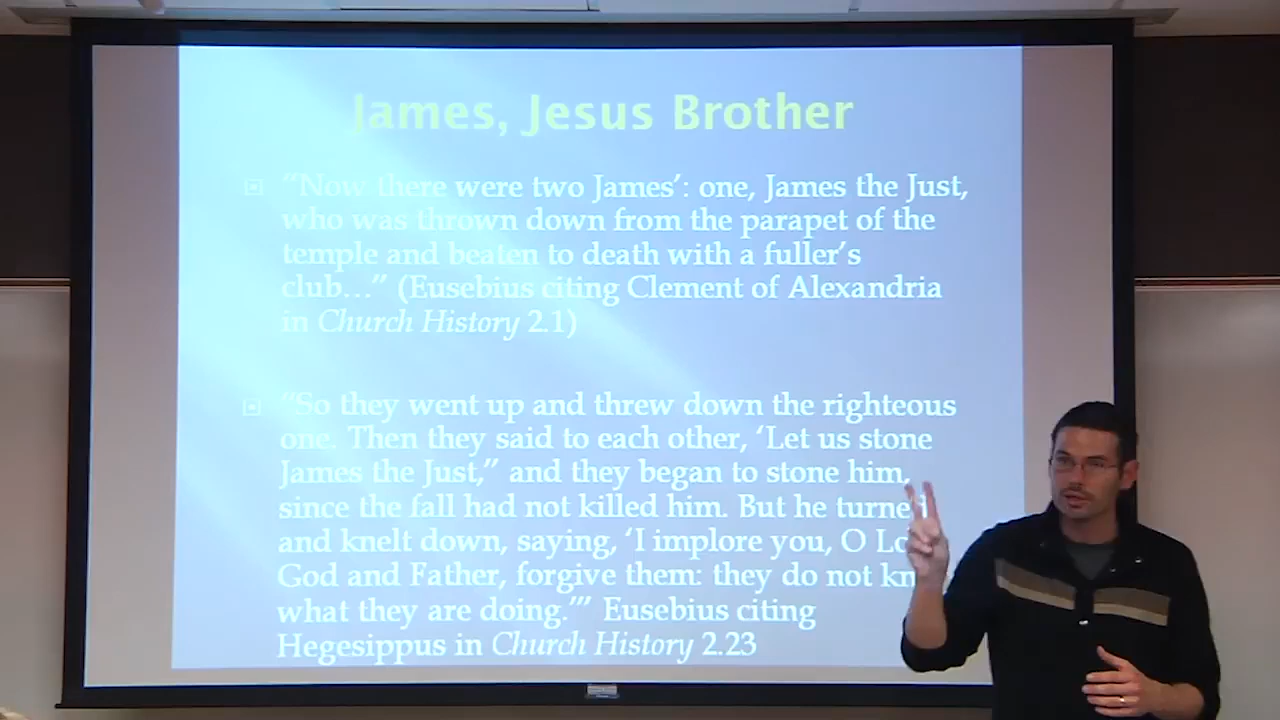 James, Jesus Brother
“‘Now there were two James’: one, James the Just,
who was thrown down from the parapet of the
temple and beaten to death with a fuller’s
club…” (Eusebius citing Clement of Alexandria
in Church History 2.1)
“So they went up and threw down the righteous
one. Then they said to each other, ‘Let us stone
James the Just,” and they began to stone him,
since the fall had not killed him. But he turned
and knelt down, saying, ‘I implore you, O Lo
God and Father, forgive them: they do not kn
what they are doing.’” Eusebius citing
Hegesippus in Church History 2.23